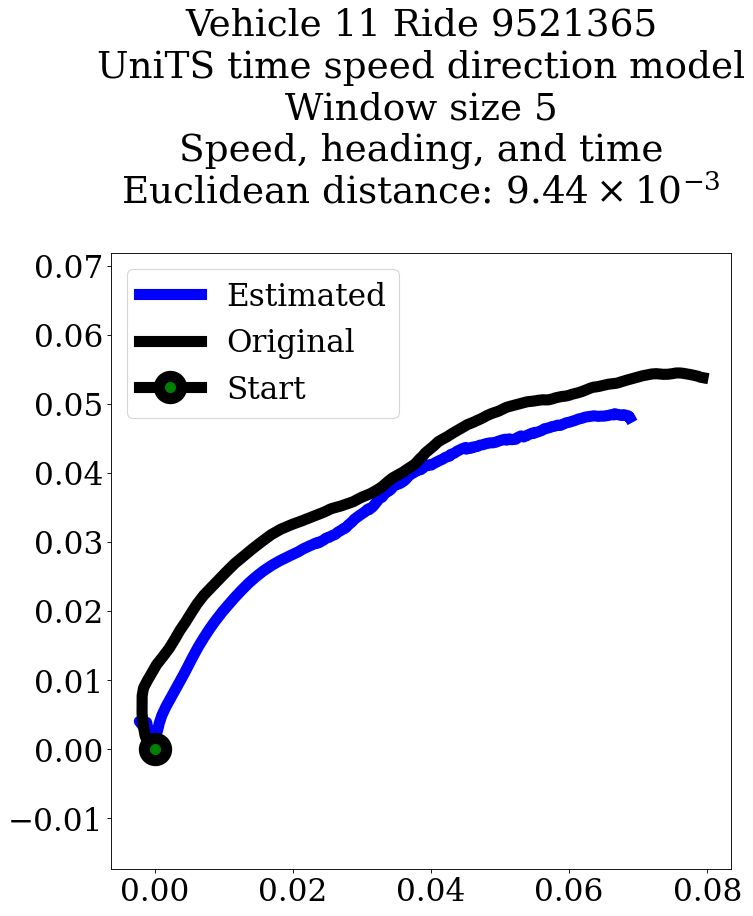 Vehicle 11 Ride 9521365
UniTS time speed direction model
Window size 5
Speed, heading, and time
Euclidean distance: 9.44 × 10⁻³
0.07
0.06
0.05
0.04
0.03
0.02
0.01
0.00
−0.01
Estimated
Original
Start
0.00 0.02 0.04 0.06 0.08